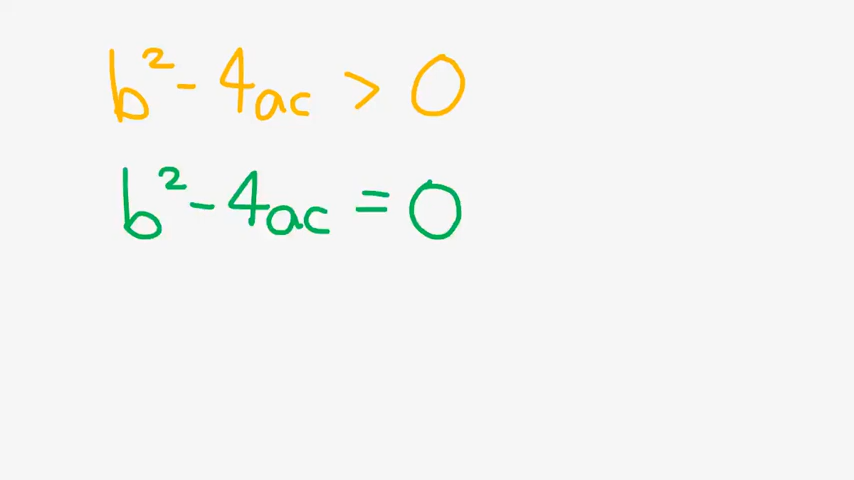 b² - 4ac > 0
b² - 4ac = 0